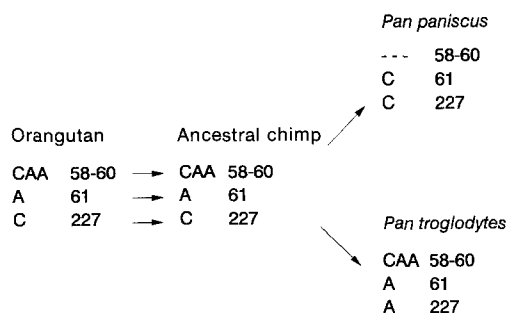 Pan paniscus
--- 58-60
C 61
C 227
Orangutan
CAA 58-60
A 61
C 227
Ancestral chimp
CAA 58-60
A 61
C 227
Pan troglodytes
CAA 58-60
A 61
A 227